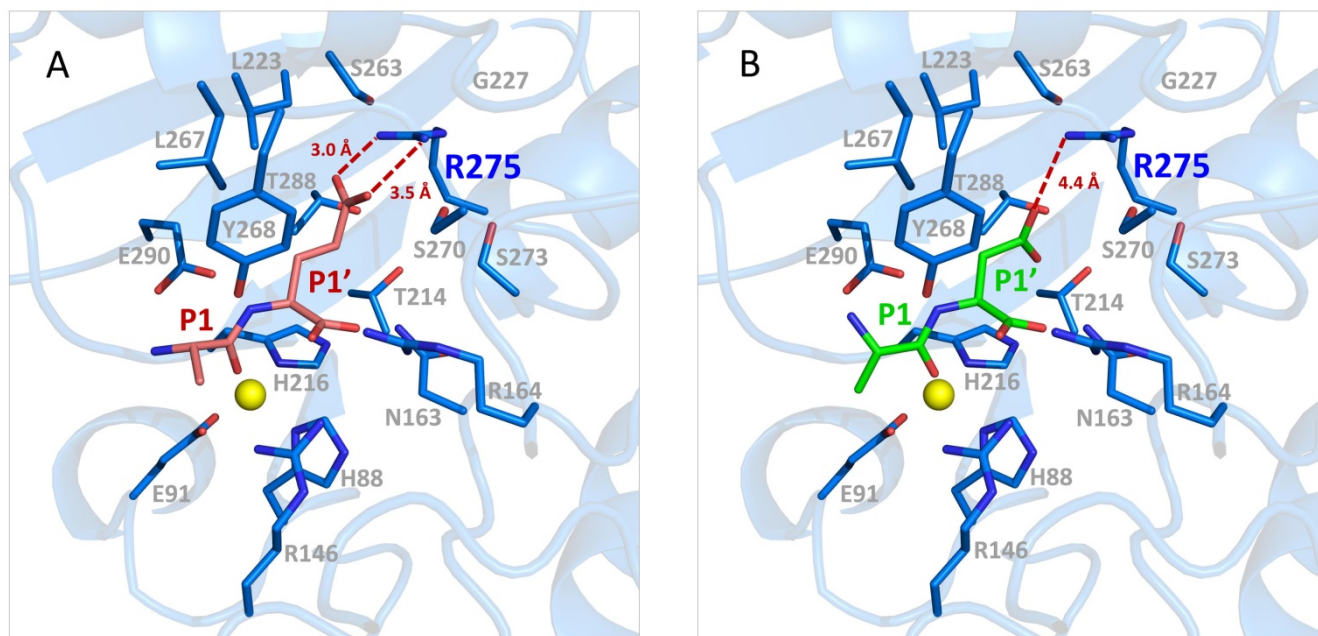 A
L223
S263
G227
L267
3.0 Å
R275
T288
3.5 Å
Y268
S270
E290
S273
P1’
T214
P1
H216
R164
N163
E91
H88
R146
B
L223
S263
G227
L267
R275
4.4 Å
T288
Y268
S270
E290
S273
P1’
T214
P1
H216
R164
N163
E91
H88
R146